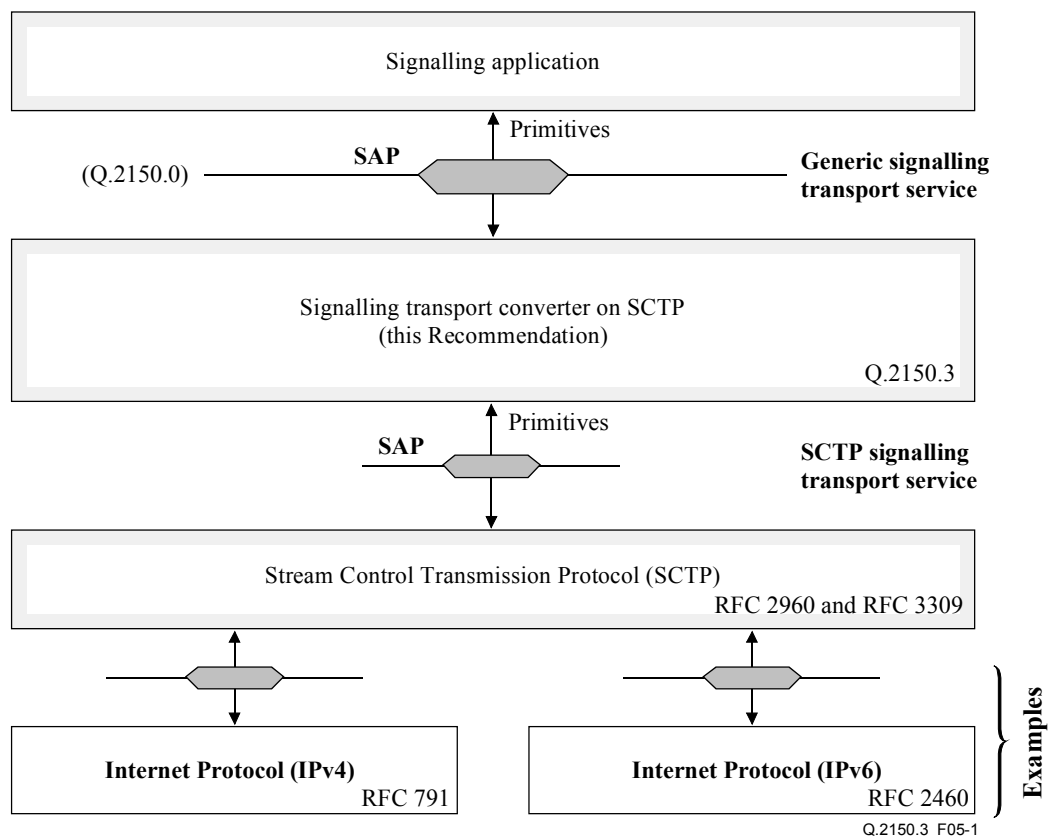 Signalling application
Primitives
SAP
(Q.2150.0)
Generic signalling
transport service
Signalling transport converter on SCTP
(this Recommendation)
Q.2150.3
Primitives
SAP
SCTP signalling
transport service
Stream Control Transmission Protocol (SCTP)
RFC 2960 and RFC 3309
Internet Protocol (IPv4)
RFC 791
Internet Protocol (IPv6)
RFC 2460
Examples
Q.2150.3_F05-1